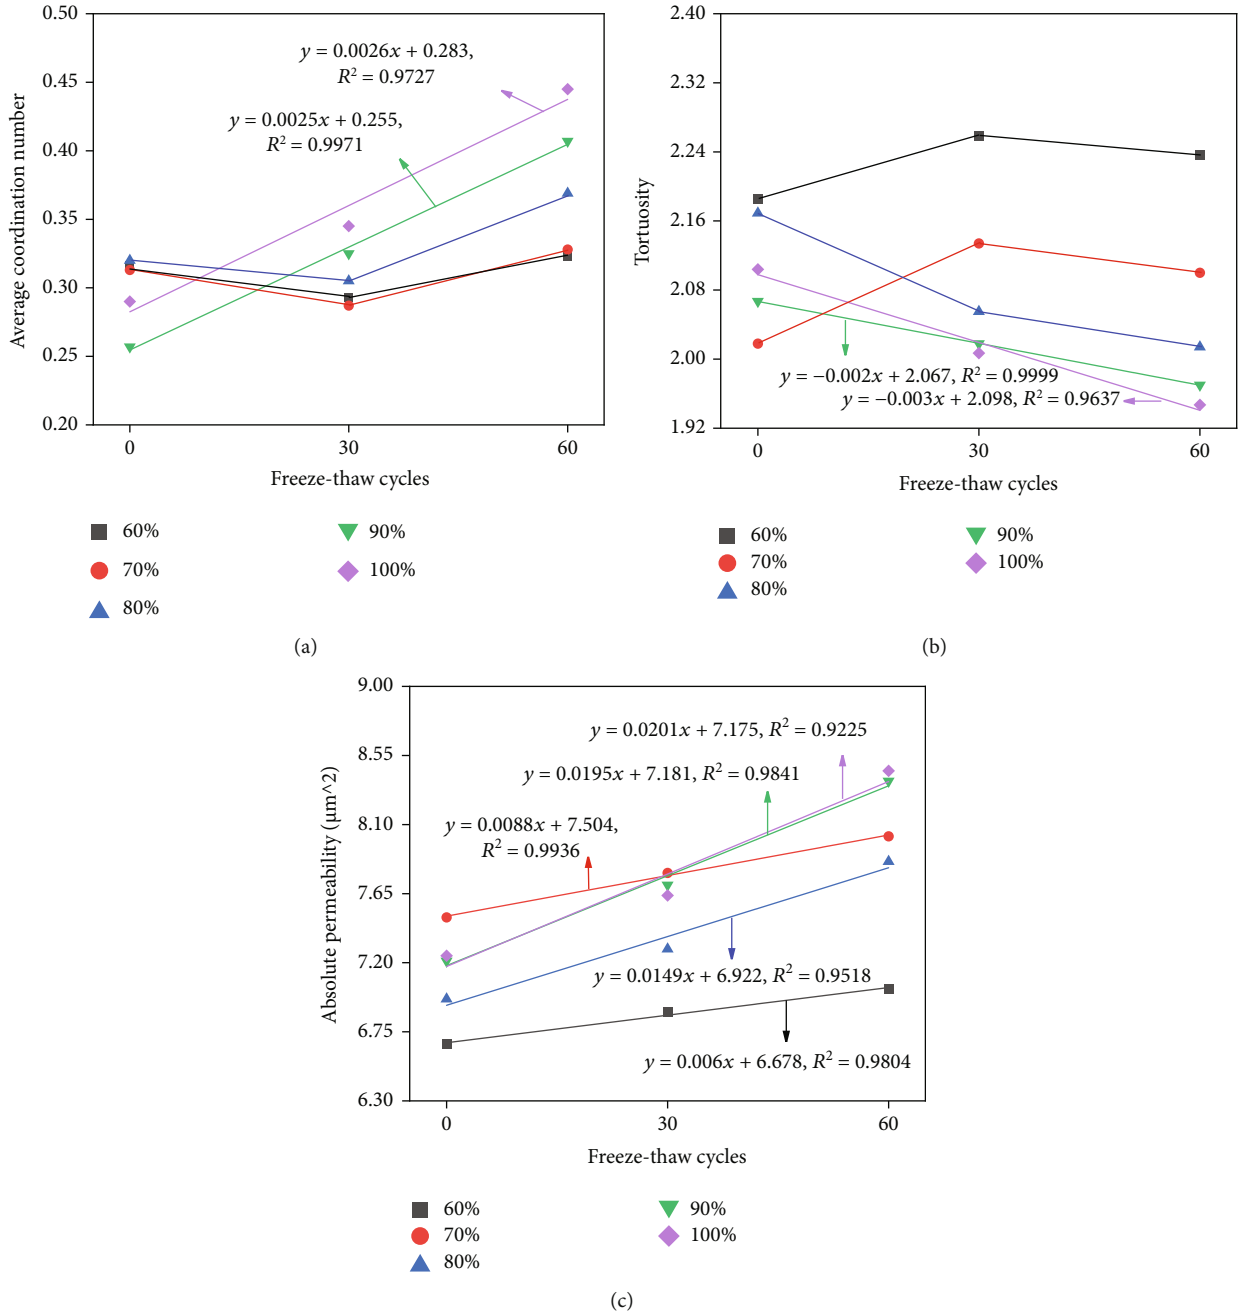 0.50
0.45
0.40
0.35
0.30
0.25
0.20
Average coordination number
y = 0.0026x + 0.283,
R² = 0.9727
y = 0.0025x + 0.255,
R² = 0.9971
0 30 60
Freeze-thaw cycles
60%
70%
80%
90%
100%
(a)
2.40
2.32
2.24
2.16
2.08
2.00
1.92
Tortuosity
y = −0.002x + 2.067, R² = 0.9999
y = −0.003x + 2.098, R² = 0.9637
0 30 60
Freeze-thaw cycles
60%
70%
80%
90%
100%
(b)
9.00
8.55
8.10
7.65
7.20
6.75
6.30
Absolute permeability (μm^2)
y = 0.0201x + 7.175, R² = 0.9225
y = 0.0195x + 7.181, R² = 0.9841
y = 0.0088x + 7.504,
R² = 0.9936
y = 0.0149x + 6.922, R² = 0.9518
y = 0.006x + 6.678, R² = 0.9804
0 30 60
Freeze-thaw cycles
60%
70%
80%
90%
100%
(c)